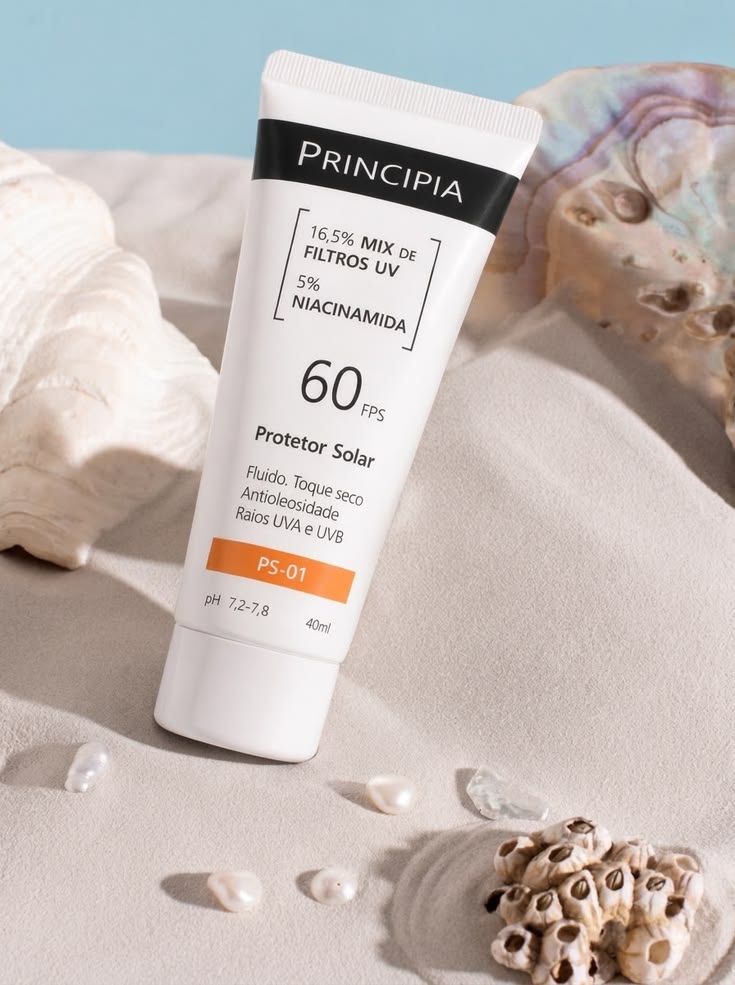 PRINCIPIA
16,5% MIX DE
FILTROS UV
5%
NIACINAMIDA
60 FPS
Protetor Solar
Fluido. Toque seco
Antioleosidade
Raios UVA e UVB
PS-01
pH 7,2-7,8 40ml